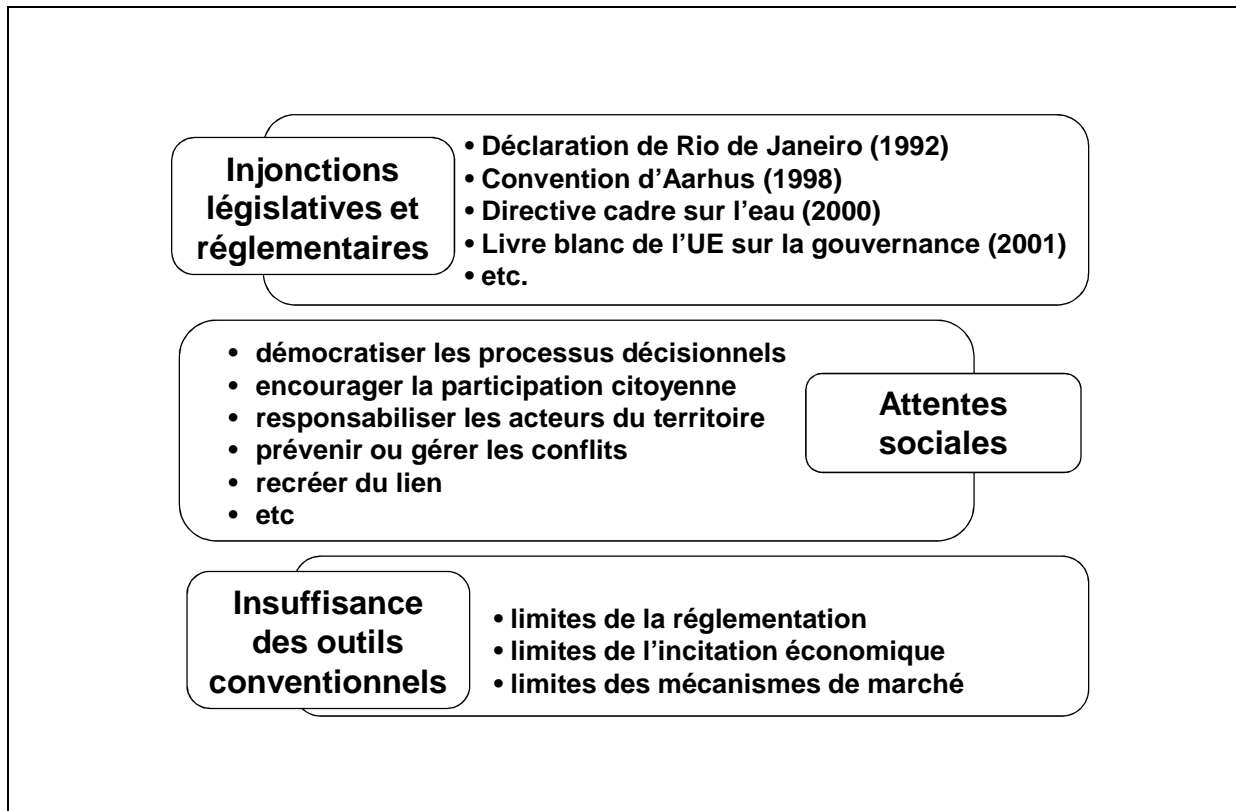 Injonctions
législatives et
réglementaires
• Déclaration de Rio de Janeiro (1992)
• Convention d’Aarhus (1998)
• Directive cadre sur l’eau (2000)
• Livre blanc de l’UE sur la gouvernance (2001)
• etc.
• démocratiser les processus décisionnels
• encourager la participation citoyenne
• responsabiliser les acteurs du territoire
• prévenir ou gérer les conflits
• recréer du lien
• etc
Attentes
sociales
Insuffisance
des outils
conventionnels
• limites de la réglementation
• limites de l’incitation économique
• limites des mécanismes de marché